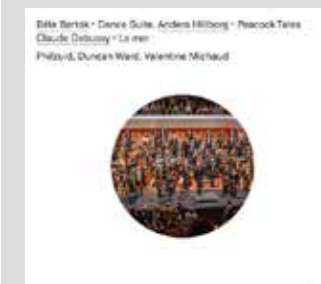 Béla Bartók • Dance Suite, Anders Hillborg • Peacock Tales
Claude Debussy • La mer
Philzuid, Duncan Ward, Valentine Michaud